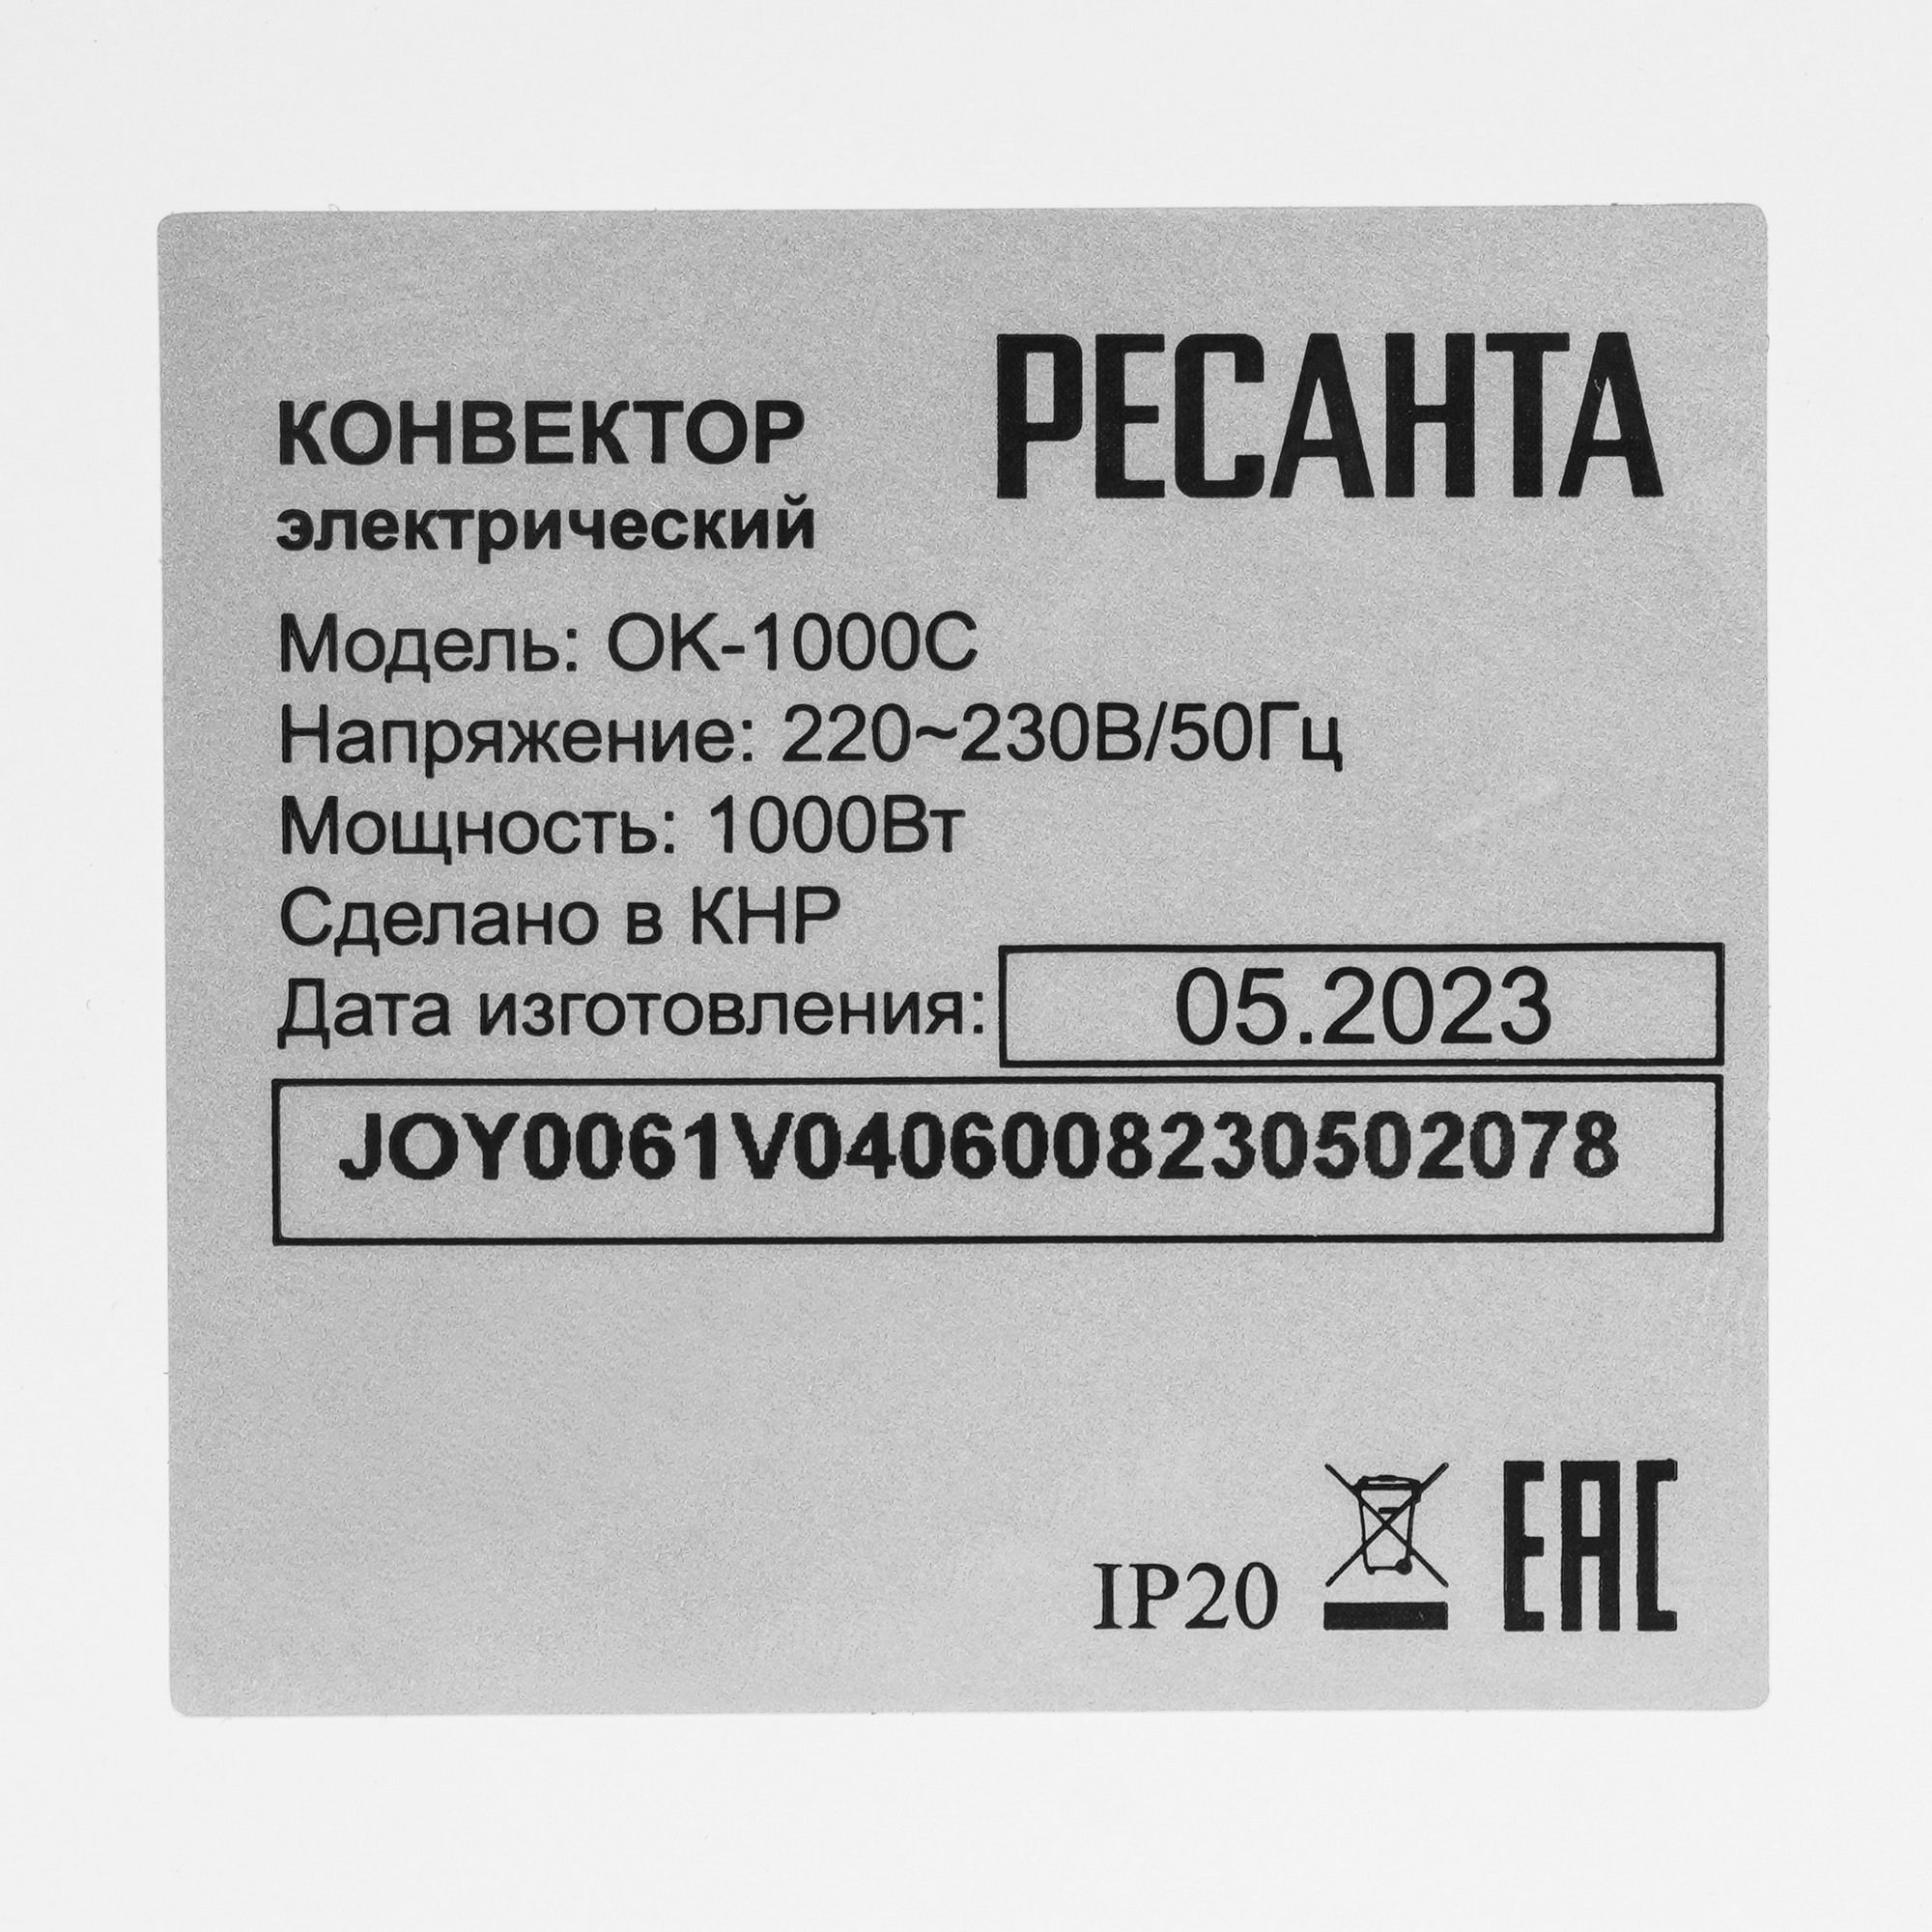 РЕСАНТА
КОНВЕКТОР
электрический
Модель: ОК-1000С
Напряжение: 220~230В/50Гц
Мощность: 1000Вт
Сделано в КНР
Дата изготовления: 05.2023
JOY0061V0406008230502078
IP20 EAC